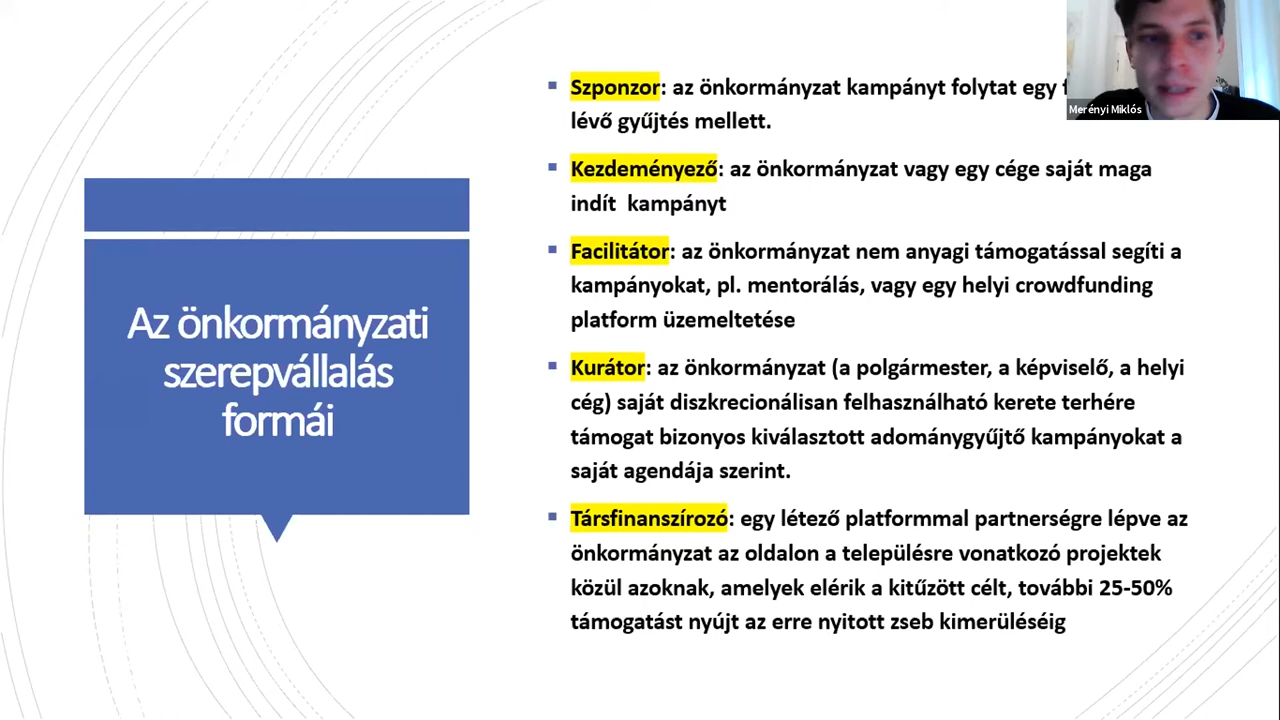 Az önkormányzati
szerepvállalás
formái
Szponzor: az önkormányzat kampányt folytat egy
lévő gyűjtés mellett.
Kezdeményező: az önkormányzat vagy egy cége saját maga
indít kampányt
Facilitátor: az önkormányzat nem anyagi támogatással segíti a
kampányokat, pl. mentorálás, vagy egy helyi crowdfunding
platform üzemeltetése
Kurátor: az önkormányzat (a polgármester, a képviselő, a helyi
cég) saját diszkrecionálisan felhasználható kerete terhére
támogat bizonyos kiválasztott adománygyűjtő kampányokat a
saját agendája szerint.
Társfinanszírozó: egy létező platformmal partnerségre lépve az
önkormányzat az oldalon a településre vonatkozó projektek
közül azoknak, amelyek elérik a kitűzött célt, további 25-50%
támogatást nyújt az erre nyitott zseb kimerüléséig
Merényi Miklós